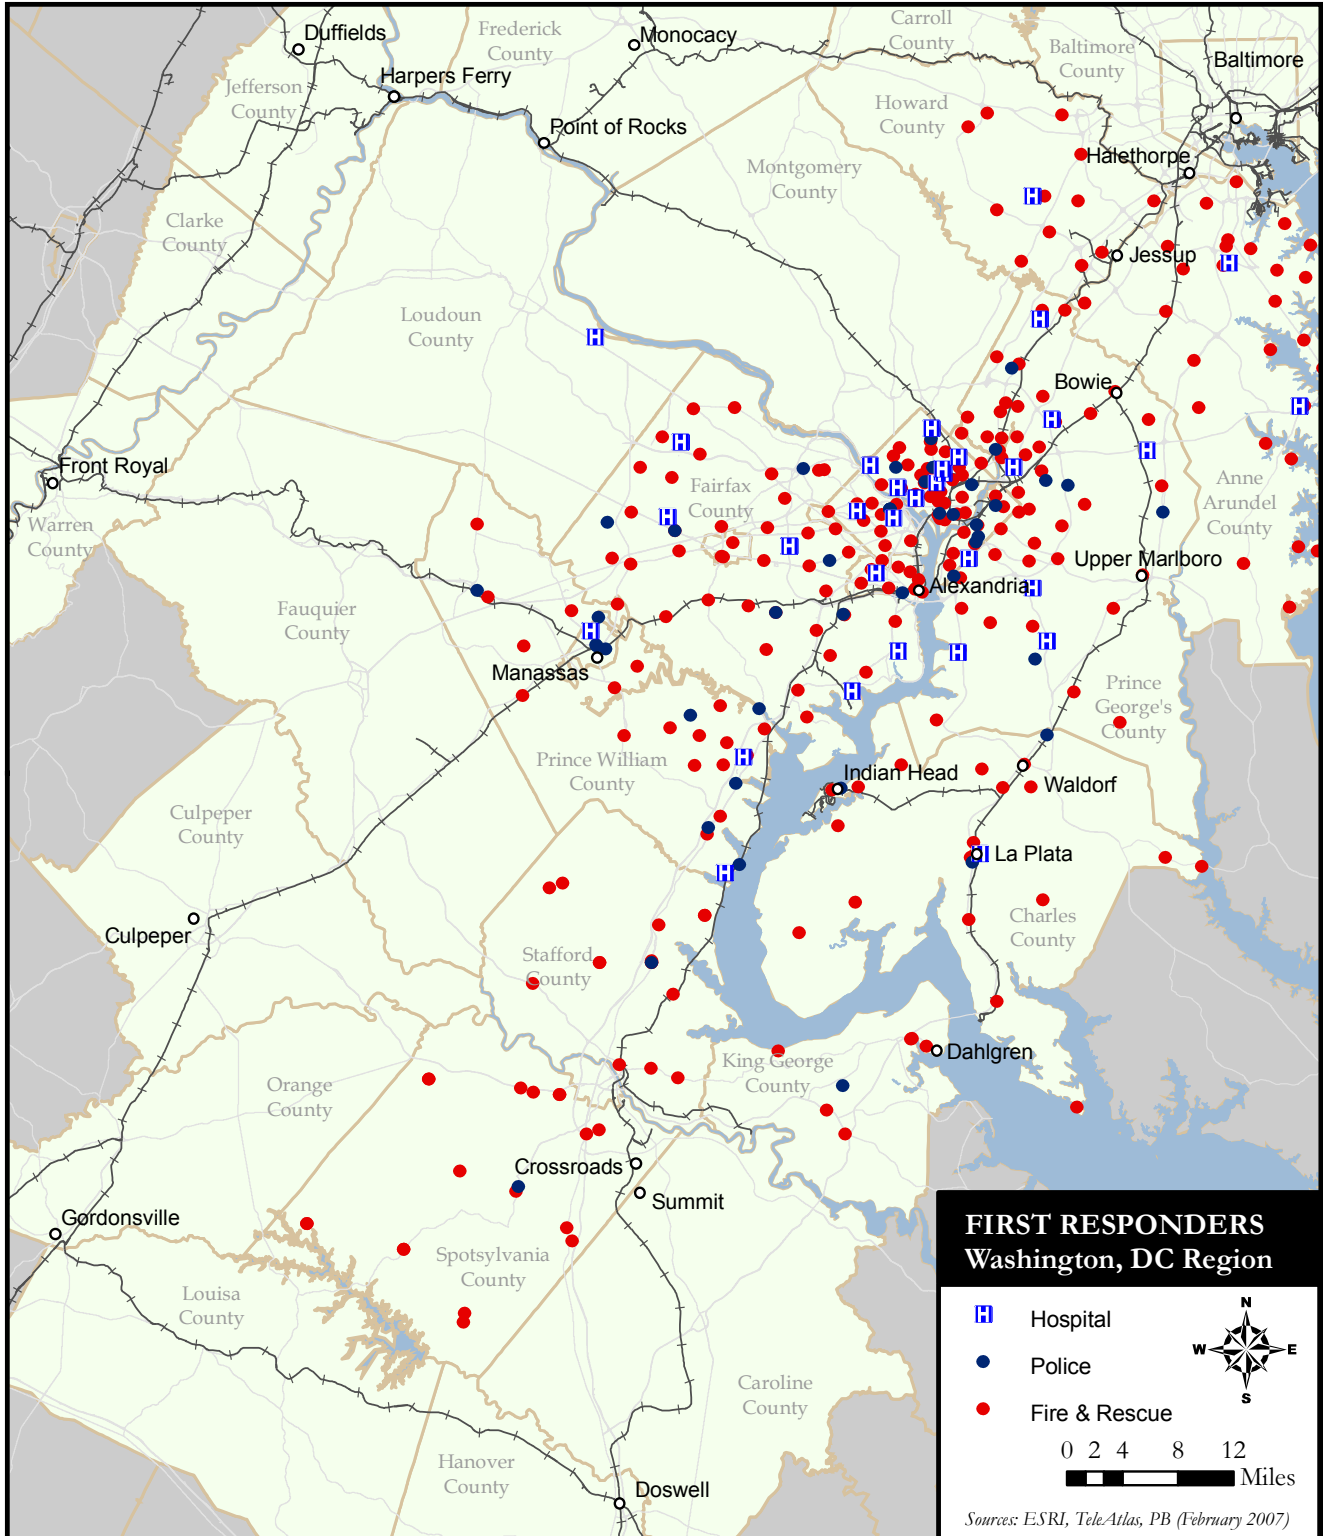 Duffields
Frederick
County
Monocacy
Carroll
County
Baltimore
County
Baltimore
Jefferson
County
Harpers Ferry
Howard
County
Point of Rocks
Halethorpe
Montgomery
County
Clarke
County
Jessup
Loudoun
County
Bowie
Front Royal
Fairfax
County
Anne
Arundel
County
Warren
County
Upper Marlboro
Alexandria
Fauquier
County
Manassas
Prince
George's
County
Prince William
County
Indian Head
Waldorf
Culpeper
County
La Plata
Charles
County
Culpeper
Stafford
County
Dahlgren
King George
County
Orange
County
Crossroads
Summit
Gordonsville
Spotsylvania
County
Louisa
County
Caroline
County
Hanover
County
Doswell
FIRST RESPONDERS
Washington, DC Region
H Hospital
Police
Fire & Rescue
N
W E
S
0 2 4 8 12
Miles
Sources: ESRI, TeleAtlas, PB (February 2007)